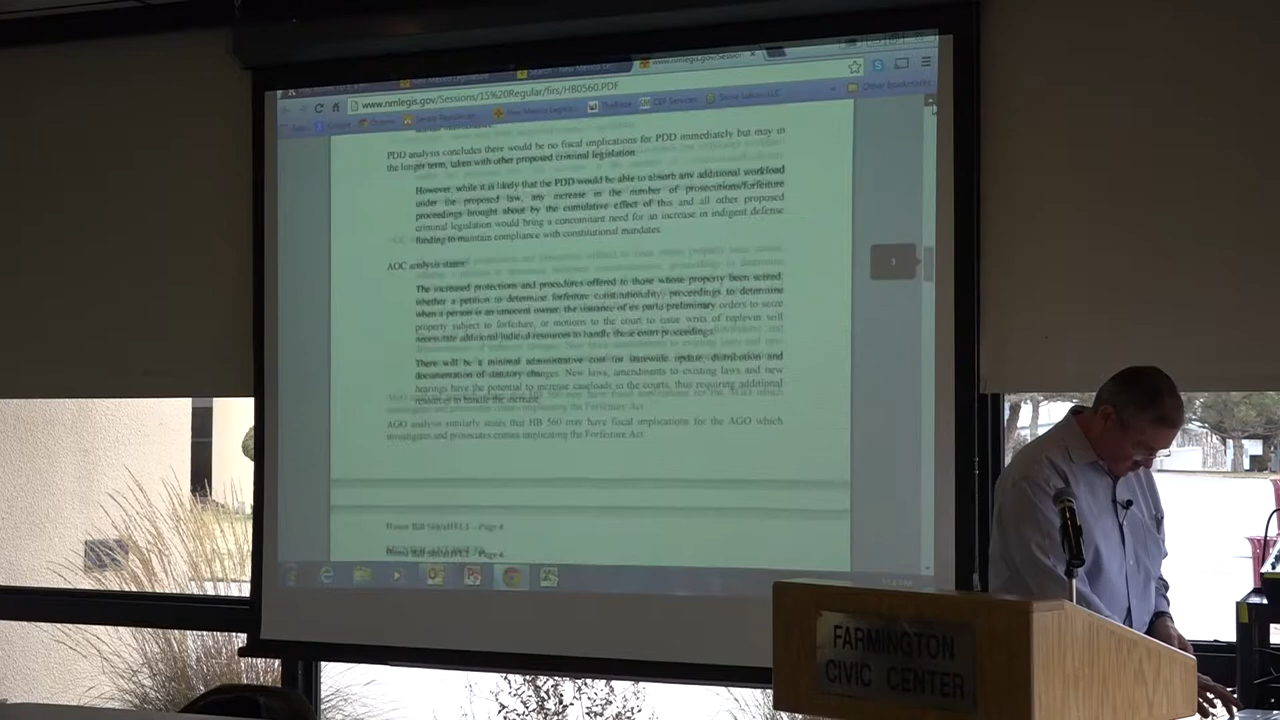 www.nmlegis.gov/Sessions/15%20Regular/firs/HB0560.PDF
Other bookmarks
PDD analysis concludes there would be no fiscal implications for PDD immediately but may in
the longer term, taken with other proposed criminal legislation.
However, while it is likely that the PDD would be able to absorb any additional workload
under the proposed law, any increase in the number of prosecutions/forfeiture
proceedings brought about by the cumulative effect of this and all other proposed
criminal legislation would bring a concomitant need for an increase in indigent defense
funding to maintain compliance with constitutional mandates.
AOC analysis states:
The increased protections and procedures offered to those whose property been seized,
whether a petition to determine forfeiture constitutionality, proceedings to determine
when a person is an innocent owner, the issuance of ex parte preliminary orders to seize
property subject to forfeiture, or motions to the court to issue writs of replevin will
necessitate additional judicial resources to handle these court proceedings.
There will be a minimal administrative cost for statewide update, distribution and
documentation of statutory changes. New laws, amendments to existing laws and new
hearings have the potential to increase caseloads in the courts, thus requiring additional
resources to handle the increase.
AGO analysis similarly states that HB 560 may have fiscal implications for the AGO which
investigates and prosecutes crimes implicating the Forfeiture Act.
3
FARMINGTON
CIVIC CENTER